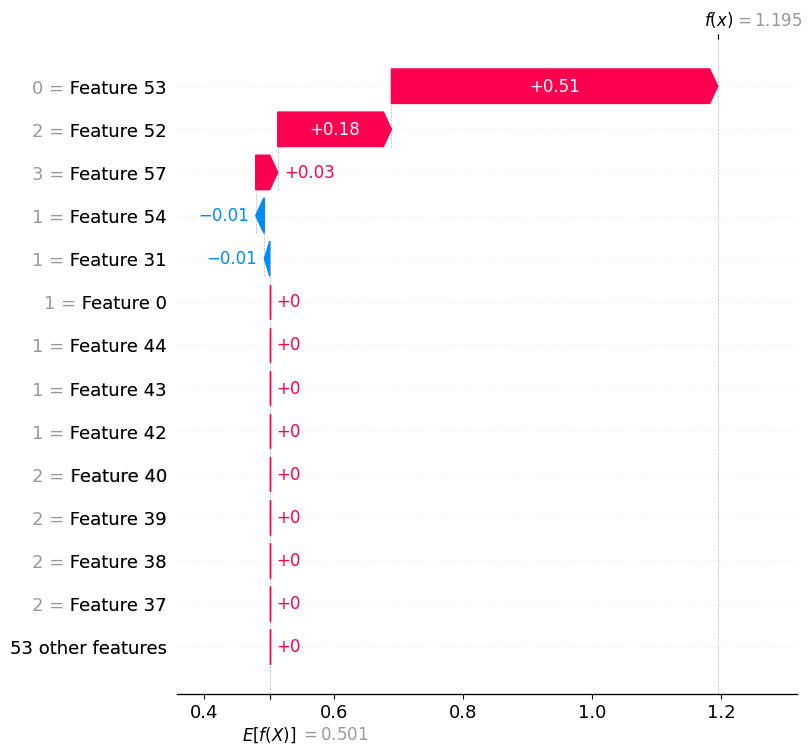 f(x) = 1.195
0 = Feature 53
+0.51
2 = Feature 52
+0.18
3 = Feature 57
+0.03
1 = Feature 54
−0.01
1 = Feature 31
−0.01
1 = Feature 0
+0
1 = Feature 44
+0
1 = Feature 43
+0
1 = Feature 42
+0
2 = Feature 40
+0
2 = Feature 39
+0
2 = Feature 38
+0
2 = Feature 37
+0
53 other features
+0
0.4 0.6 0.8 1.0 1.2
E[f(X)] = 0.501